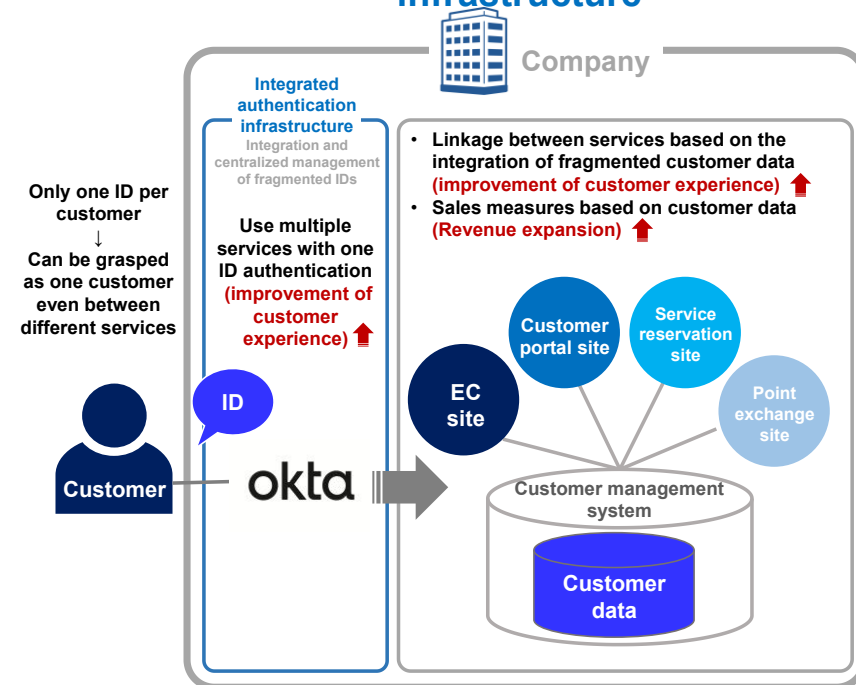 infrastructure
Company
Integrated
authentication
infrastructure
Integration and
centralized management
of fragmented IDs
• Linkage between services based on the
integration of fragmented customer data
(improvement of customer experience)
• Sales measures based on customer data
(Revenue expansion)
Only one ID per
customer
↓
Can be grasped
as one customer
even between
different services
Use multiple
services with one
ID authentication
(improvement of
customer
experience)
Customer
portal site
Service
reservation
site
EC
site
Point
exchange
site
ID
Customer
okta
Customer management
system
Customer
data